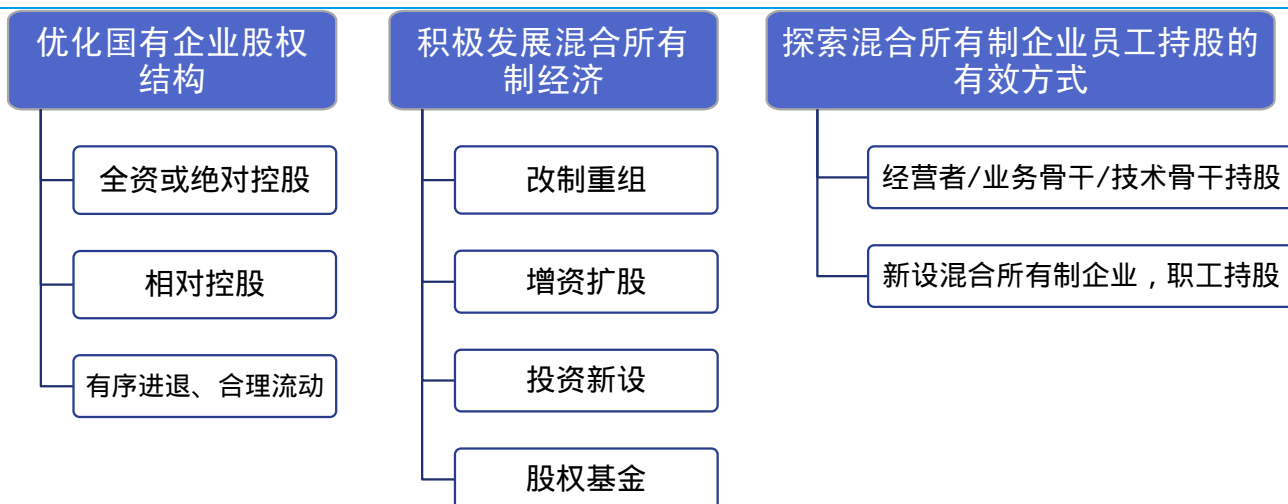 优化国有企业股权
结构
全资或绝对控股
相对控股
有序进退、合理流动
积极发展混合所有
制经济
改制重组
增资扩股
投资新设
股权基金
探索混合所有制企业员工持股的
有效方式
经营者/业务骨干/技术骨干持股
新设混合所有制企业，职工持股